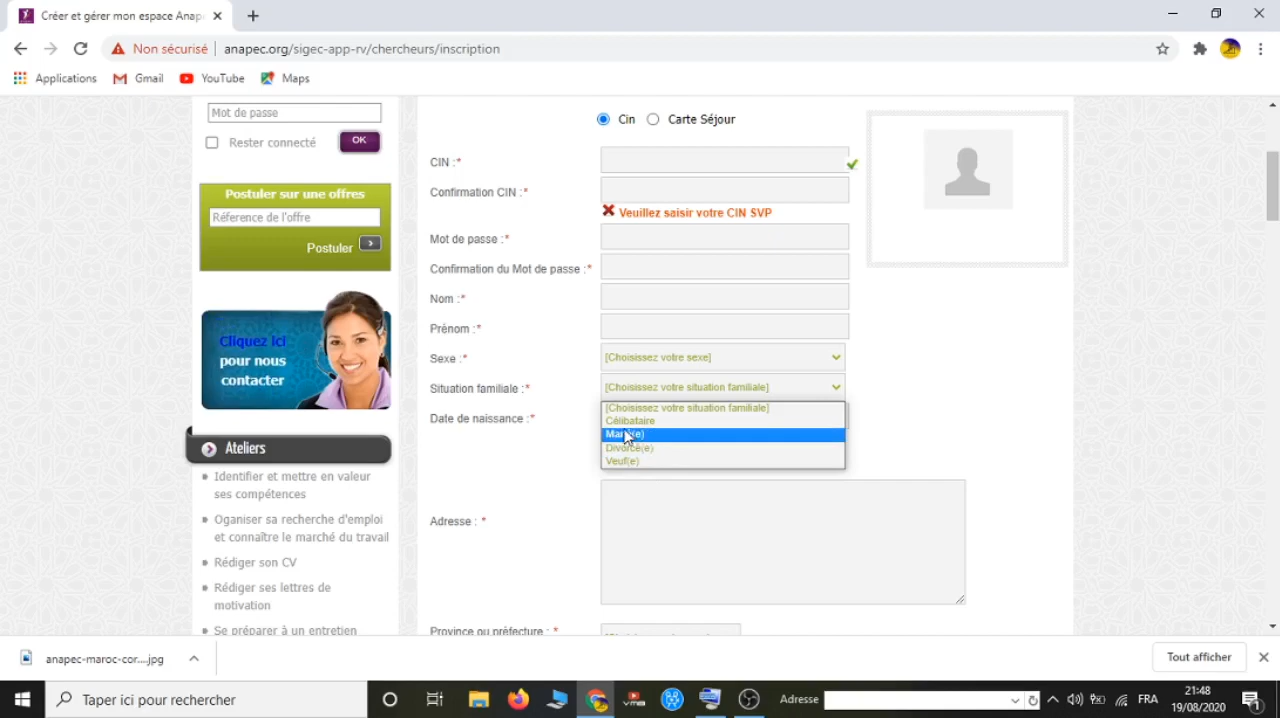 Créer et gérer mon espace Anap
Non sécurisé anapec.org/sigec-app-rv/chercheurs/inscription
Applications Gmail YouTube Maps
Mot de passe
Rester connecté OK
Postuler sur une offres
Réference de l'offre
Postuler
Cliquez ici
pour nous
contacter
Ateliers
Identifier et mettre en valeur
ses compétences
Oganiser sa recherche d'emploi
et connaître le marché du travail
Rédiger son CV
Rédiger ses lettres de
motivation
Se préparer à un entretien
Cin Carte Séjour
CIN :*
Confirmation CIN :*
Veuillez saisir votre CIN SVP
Mot de passe :*
Confirmation du Mot de passe :*
Nom :*
Prénom :*
Sexe :* [Choisissez votre sexe]
Situation familiale :* [Choisissez votre situation familiale]
[Choisissez votre situation familiale]
Date de naissance :*
Célibataire
Marié(e)
Divorcé(e)
Veuf(e)
Adresse : *
Province ou préfecture : *
anapec-maroc-cor....jpg
Tout afficher
Taper ici pour rechercher
Adresse
FRA
21:48
19/08/2020